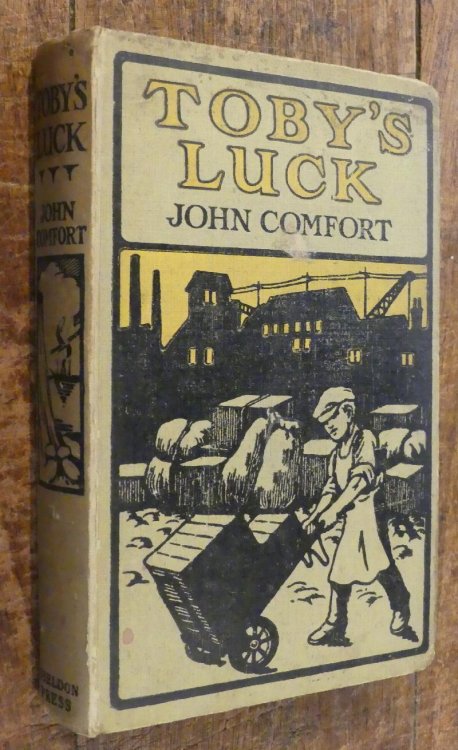 TOBY'S
LUCK
JOHN COMFORT
TOBY'S
LUCK
JOHN
COMFORT
SHELDON
PRESS